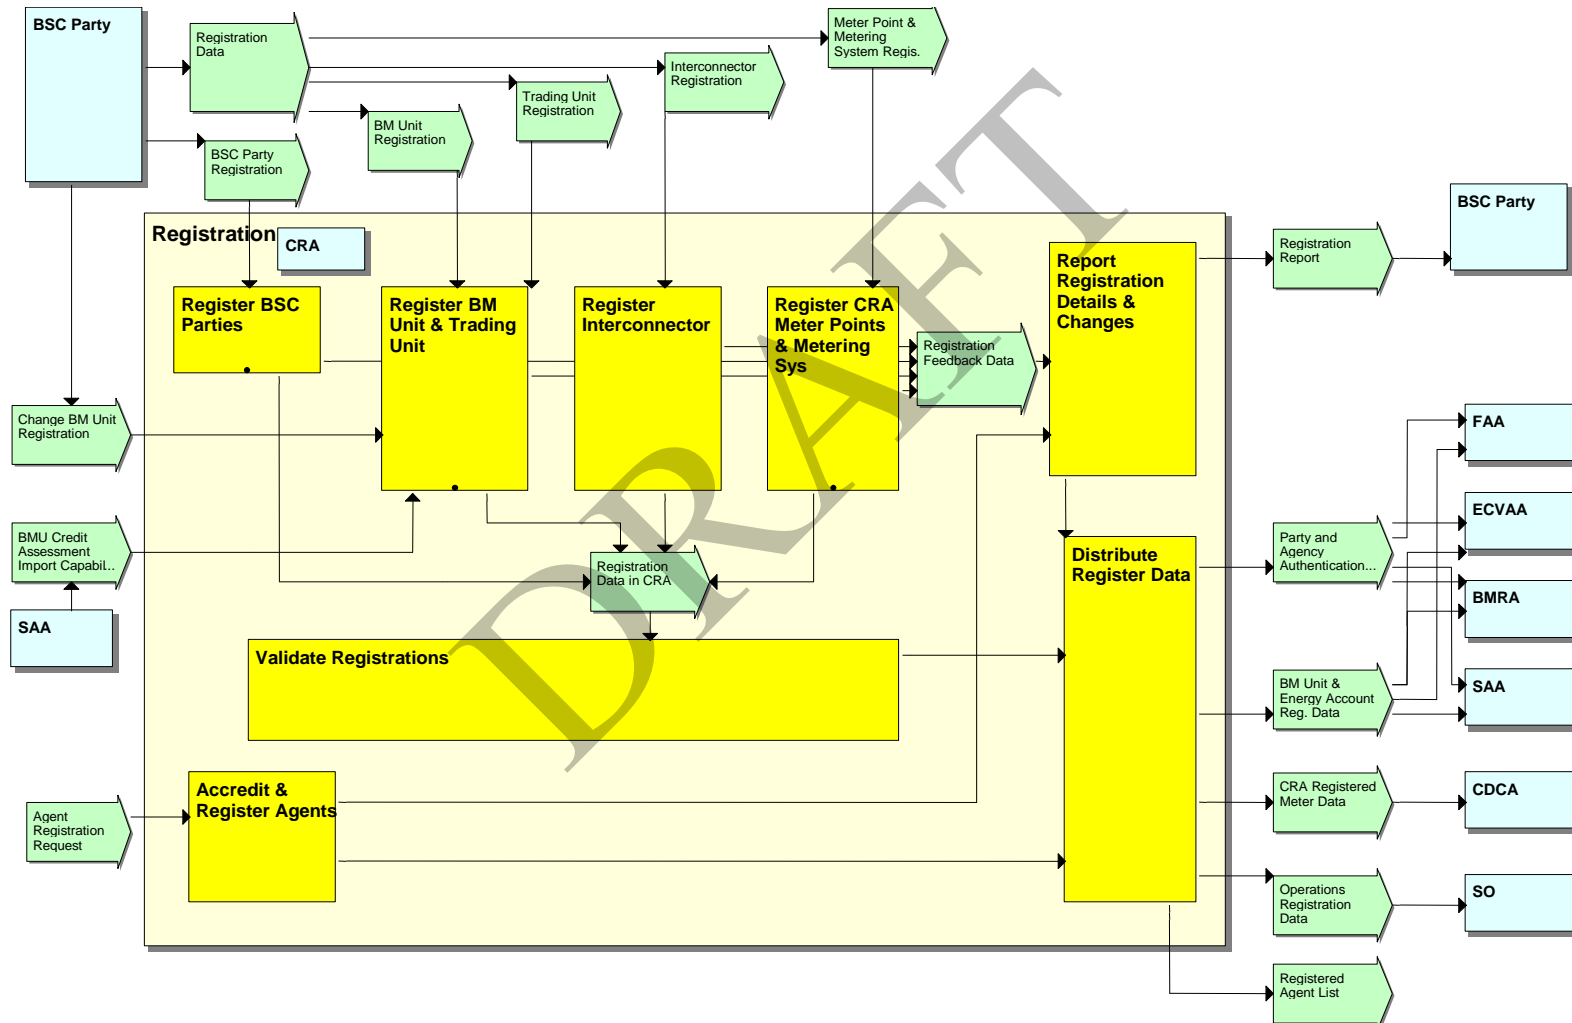 BSC Party
Registration
Data
Meter Point &
Metering
System Regis.
Interconnector
Registration
Trading Unit
Registration
BM Unit
Registration
BSC Party
Registration
Registration
CRA
Register BSC
Parties
Register BM
Unit & Trading
Unit
Register
Interconnector
Register CRA
Meter Points
& Metering
Sys
Report
Registration
Details &
Changes
Registration
Report
BSC Party
Registration
Feedback Data
Change BM Unit
Registration
BMU Credit
Assessment
Import Capabil..
SAA
Registration
Data in CRA
Distribute
Register Data
Party and
Agency
Authentication...
FAA
ECVAA
BMRA
Validate Registrations
BM Unit &
Energy Account
Reg. Data
SAA
Accredit &
Register Agents
Agent
Registration
Request
CRA Registered
Meter Data
CDCA
Operations
Registration
Data
SO
Registered
Agent List
DRAFT